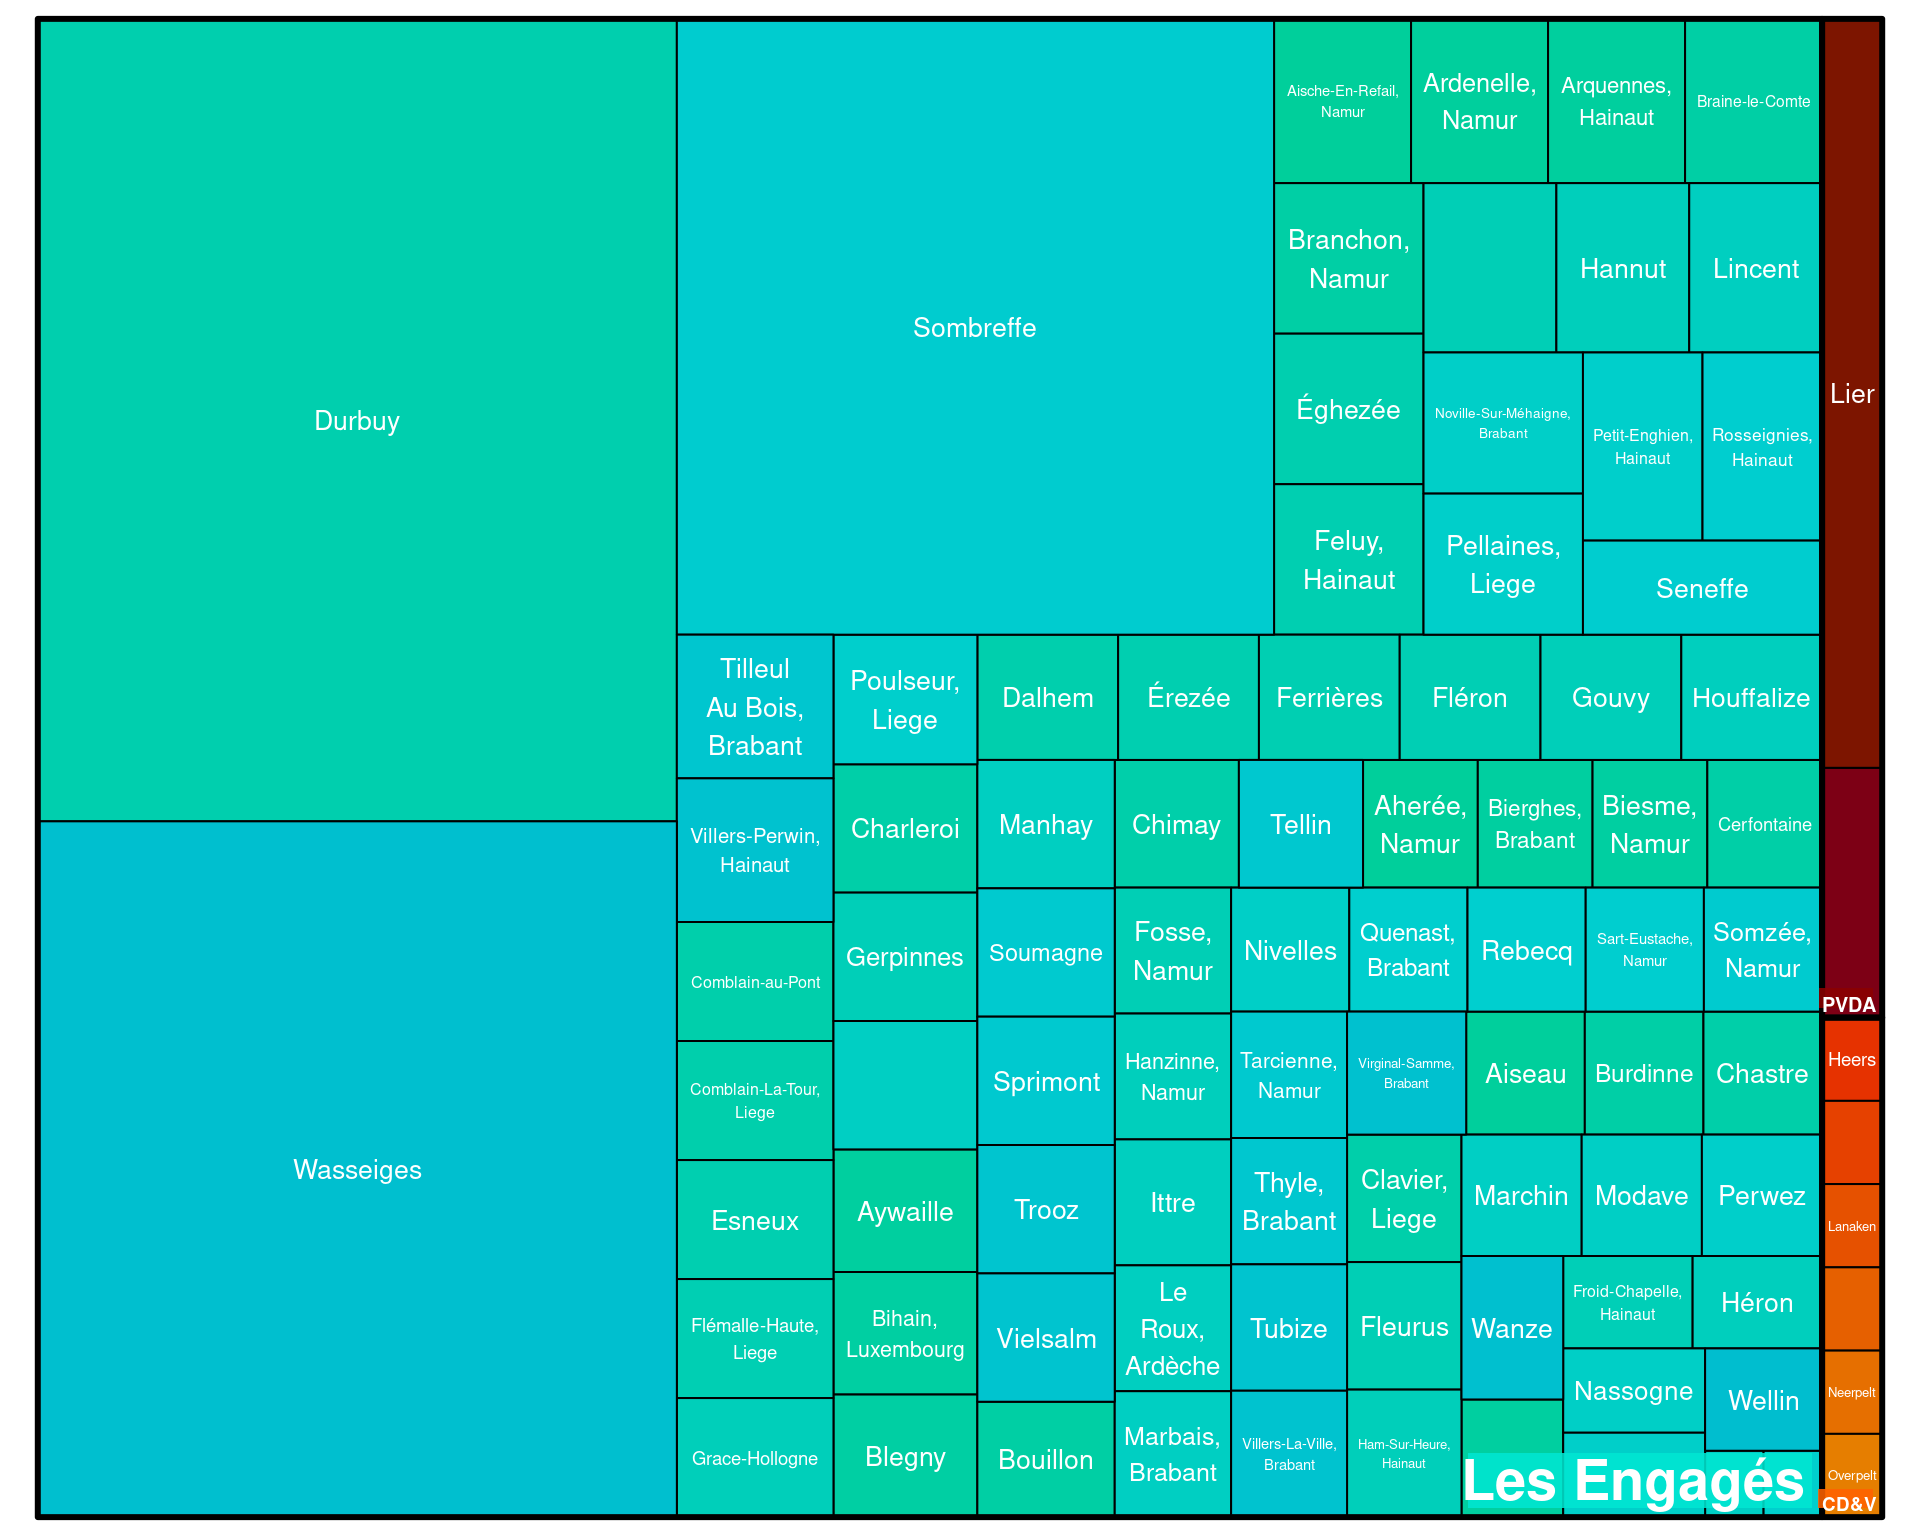 Durbuy
Wasseiges
Sombreffe
Aische-En-Refail,
Namur
Ardenelle,
Namur
Arquennes,
Hainaut
Braine-le-Comte
Branchon,
Namur
Hannut
Lincent
Éghezée
Feluy,
Hainaut
Noville-Sur-Méhaigne,
Brabant
Petit-Enghien,
Hainaut
Rosseignies,
Hainaut
Pellaines,
Liege
Seneffe
Tilleul
Au Bois,
Brabant
Poulseur,
Liege
Dalhem
Érezée
Ferrières
Fléron
Gouvy
Houffalize
Villers-Perwin,
Hainaut
Charleroi
Manhay
Chimay
Tellin
Aherée,
Namur
Bierghes,
Brabant
Biesme,
Namur
Cerfontaine
Comblain-au-Pont
Gerpinnes
Soumagne
Fosse,
Namur
Nivelles
Quenast,
Brabant
Rebecq
Sart-Eustache,
Namur
Somzée,
Namur
Comblain-La-Tour,
Liege
Sprimont
Hanzinne,
Namur
Tarcienne,
Namur
Virginal-Samme,
Brabant
Aiseau
Burdinne
Chastre
Esneux
Aywaille
Trooz
Ittre
Thyle,
Brabant
Clavier,
Liege
Marchin
Modave
Perwez
Flémalle-Haute,
Liege
Bihain,
Luxembourg
Vielsalm
Le
Roux,
Ardèche
Tubize
Fleurus
Wanze
Froid-Chapelle,
Hainaut
Héron
Nassogne
Wellin
Grace-Hollogne
Blegny
Bouillon
Marbais,
Brabant
Villers-La-Ville,
Brabant
Ham-Sur-Heure,
Hainaut
Les Engagés
Lier
PVDA
Heers
Lanaken
Neerpelt
Overpelt
CD&V